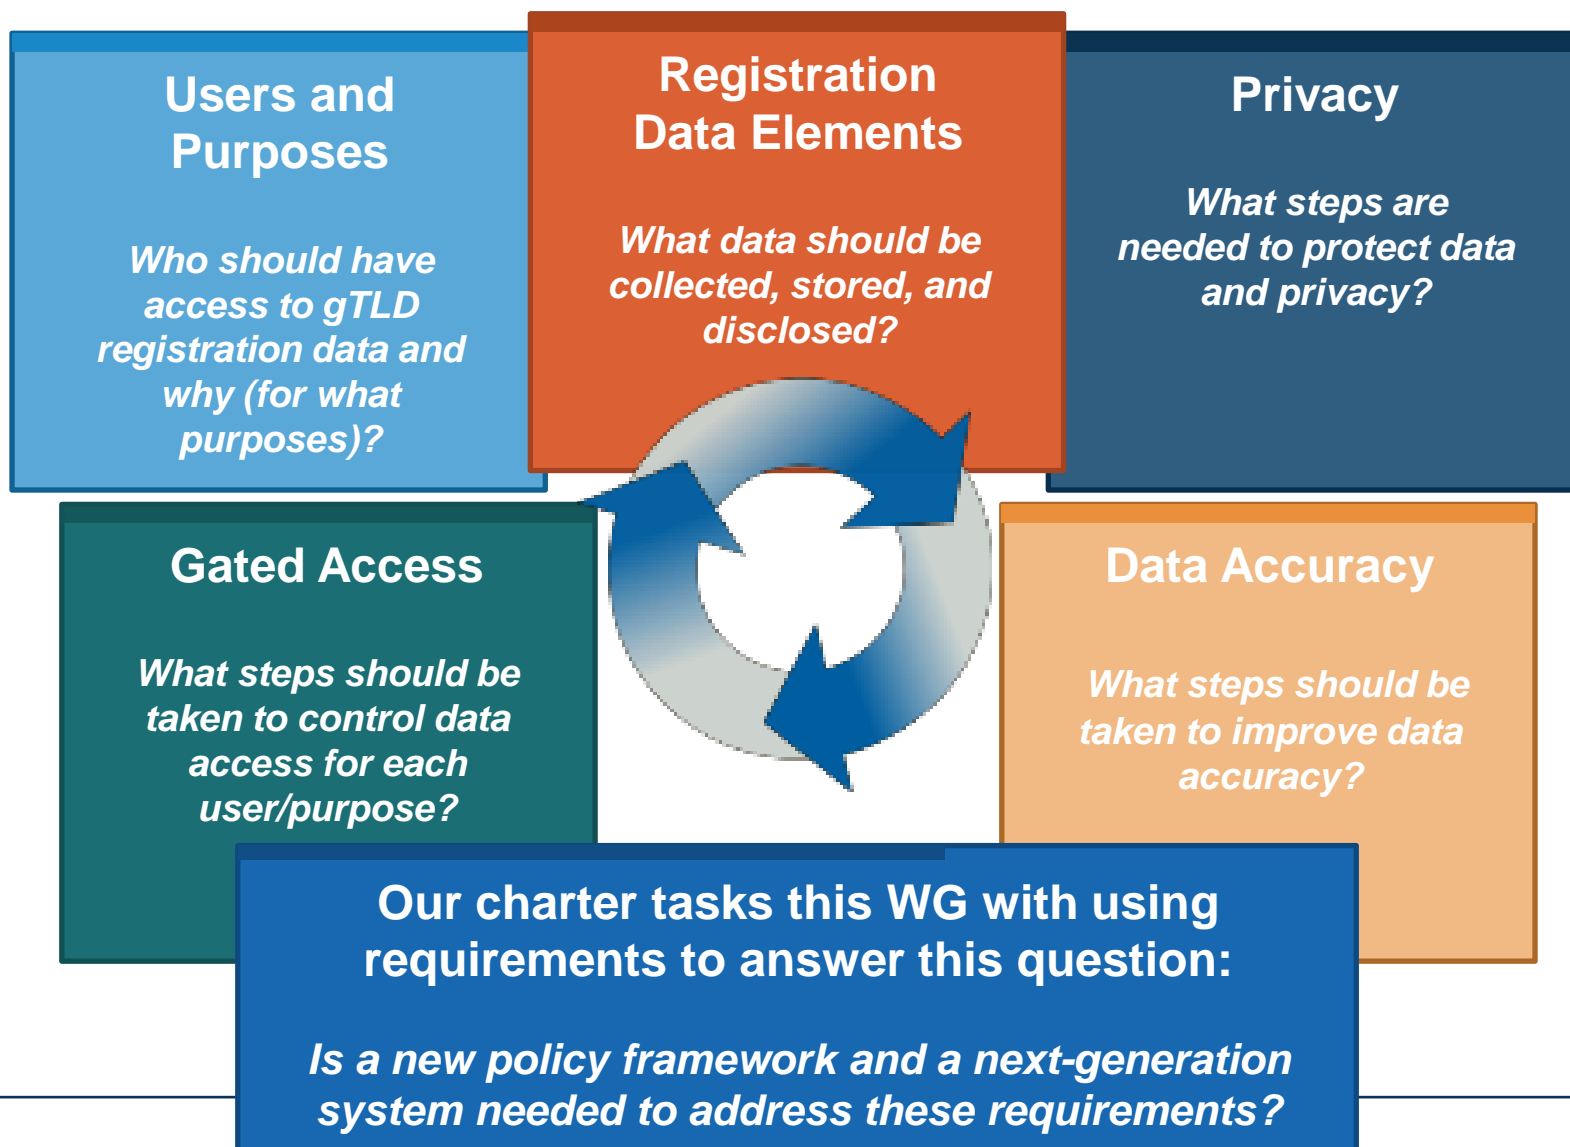 Users and
Purposes
Who should have
access to gTLD
registration data and
why (for what
purposes)?
Registration
Data Elements
What data should be
collected, stored, and
disclosed?
Privacy
What steps are
needed to protect data
and privacy?
Gated Access
What steps should be
taken to control data
access for each
user/purpose?
Data Accuracy
What steps should be
taken to improve data
accuracy?
Our charter tasks this WG with using
requirements to answer this question:
Is a new policy framework and a next-generation
system needed to address these requirements?